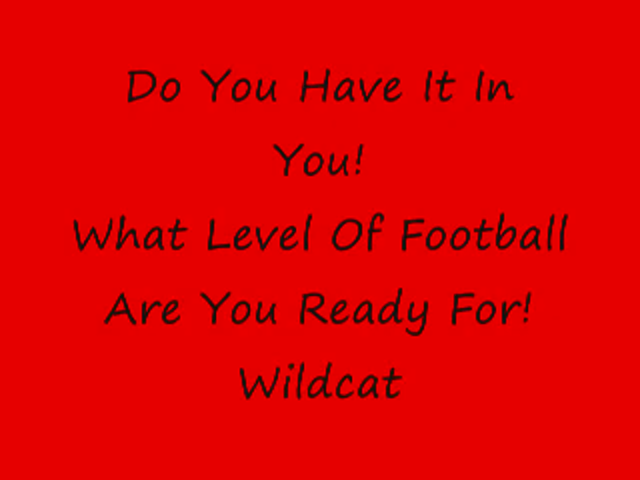 Do You Have It In
You!
What Level Of Football
Are You Ready For!
Wildcat